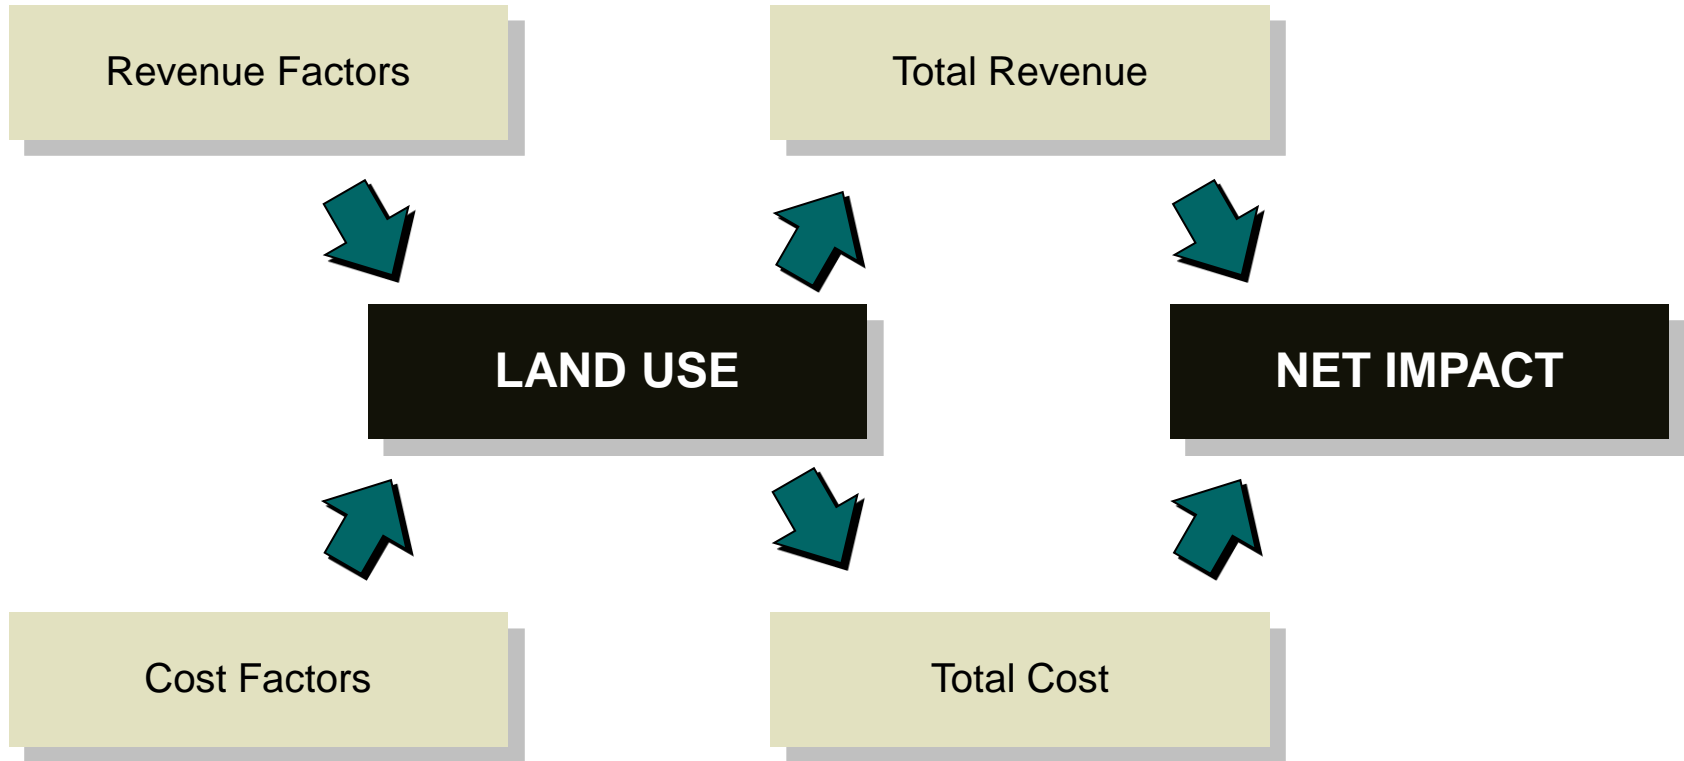 Revenue Factors
Total Revenue
LAND USE
NET IMPACT
Cost Factors
Total Cost